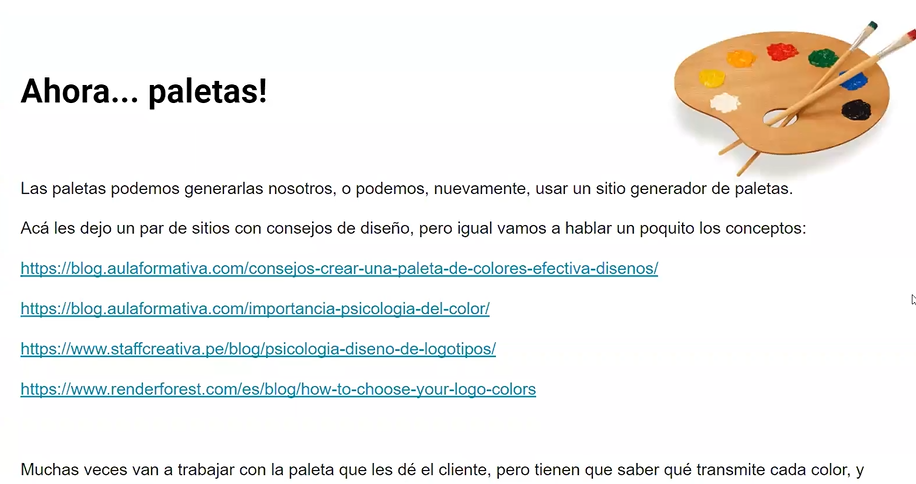 Ahora... paletas!
Las paletas podemos generarlas nosotros, o podemos, nuevamente, usar un sitio generador de paletas.
Acá les dejo un par de sitios con consejos de diseño, pero igual vamos a hablar un poquito los conceptos:
https://blog.aulaformativa.com/consejos-crear-una-paleta-de-colores-efectiva-disenos/
https://blog.aulaformativa.com/importancia-psicologia-del-color/
https://www.staffcreativa.pe/blog/psicologia-diseno-de-logotipos/
https://www.renderforest.com/es/blog/how-to-choose-your-logo-colors
Muchas veces van a trabajar con la paleta que les dé el cliente, pero tienen que saber qué transmite cada color, y